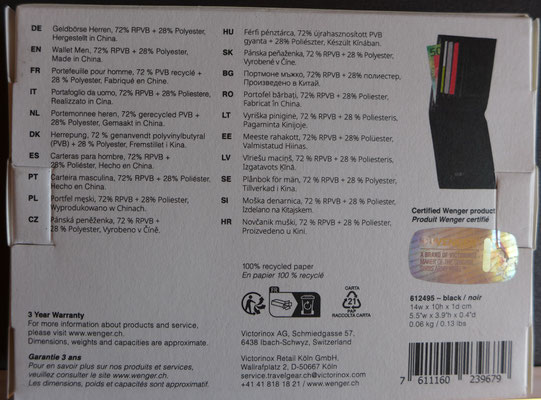 DE Geldbörse Herren, 72% RPVB + 28% Polyester,
Hergestellt in China.
EN Wallet Men, 72% RPVB + 28% Polyester,
Made in China.
FR Portefeuille pour homme, 72 % PVB recyclé +
28 % Polyester, Fabriqué en Chine.
IT Portafoglio da uomo, 72% RPVB + 28% Poliestere,
Realizzato in Cina.
NL Portemonnee heren, 72% gerecycled PVB +
28% Polyester, Gemaakt in China.
DK Herrepung, 72 % genanvendt polyvinylbutyral
(PVB) + 28% Polyester, Fremstillet i Kina.
ES Carteras para hombre, 72% PVB +
28% Poliéster, Hecho en China.
PT Carteira masculina, 72% RPVB + 28% Poliéster,
Hecho en China.
PL Portfel męski, 72% RPVB + 28% Polyester,
Wyprodukowano w Chinach.
CZ Pánská peněženka, 72 % RPVB +
28 % Polyester, Vyrobeno v Číně.
HU Férfi pénztárca, 72% újrahasznosított PVB
gyanta + 28% Poliészter, Készült Kínában.
SK Pánska peňaženka, 72% RPVB + 28% Polyester,
Vyrobené v Číne.
BG Портмоне мъжко, 72% RPVB + 28% полиестер,
Произведено в Китай.
RO Portofel bărbați, 72% RPVB + 28% Poliester,
Fabricat în China.
LT Vyriška piniginė, 72% RPVB + 28% Poliesteris,
Pagaminta Kinijoje.
EE Meeste rahakott, 72% RPVB + 28% Polüester,
Valmistatud Hiinas.
LV Vīriešu maciņš, 72% RPVB + 28% Poliesteris,
Izgatavots Ķīnā.
SE Plånbok för män, 72% RPVB + 28% Polyester,
Tillverkad i Kina.
SI Moška denarnica, 72% RPVB + 28% Poliester,
Izdelano na Kitajskem.
HR Novčanik muški, 72% RPVB + 28% Poliester,
Proizvedeno u Kini.
Certified Wenger product
Produit Wenger certifié
A BRAND OF VICTORINOX
100% recycled paper
En papier 100 % recyclé
FR
CARTA
21
PAP
RACCOLTA CARTA
612495 – black / noir
14w x 10h x 1d cm
5.5"w x 3.9"h x 0.4"d
0.06 kg / 0.13 lbs
3 Year Warranty
For more information about products and service,
please visit www.wenger.ch.
Dimensions, weights and capacities are approximate.
Garantie 3 ans
Pour en savoir plus sur nos produits et services,
veuillez consulter le site www.wenger.ch.
Les dimensions, poids et capacités sont approximatif.
Victorinox AG, Schmiedgasse 57,
6438 Ibach-Schwyz, Switzerland
Victorinox Retail Köln GmbH,
Wallrafplatz 2, D-50667 Köln
service.travelgear.ch@victorinox.com
+41 41 818 18 21 / wenger.ch
7 611160 239679